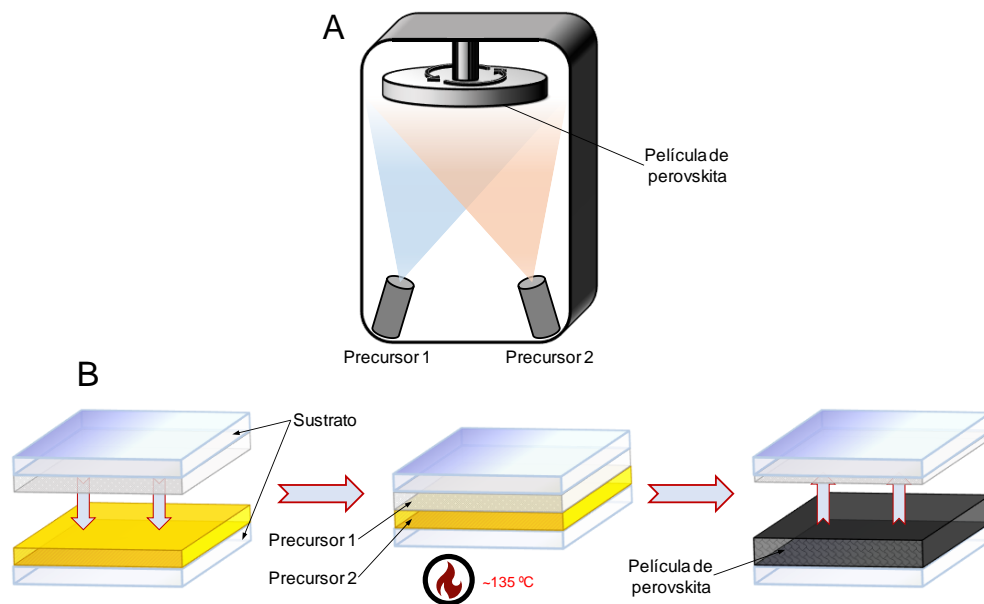 A
Película de
perovskita
Precursor 1
Precursor 2
B
Sustrato
Precursor 1
Precursor 2
~135 ºC
Película de
perovskita